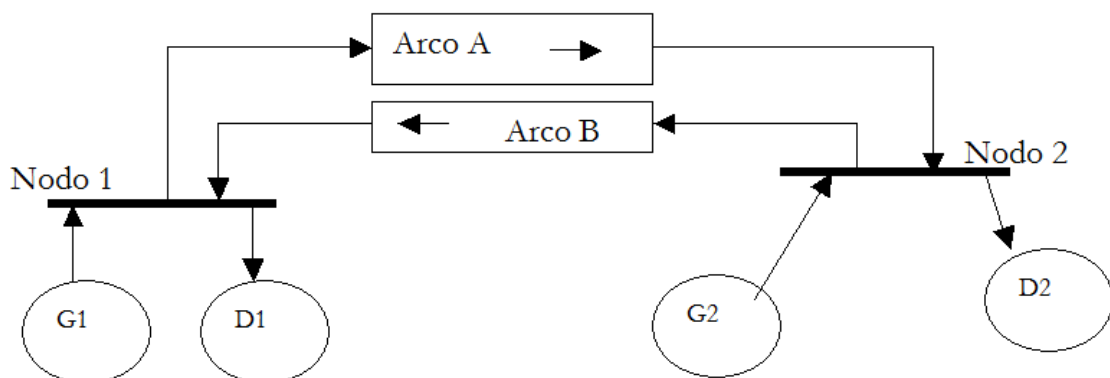 Arco A
Arco B
Nodo 1
Nodo 2
G1
D1
G2
D2